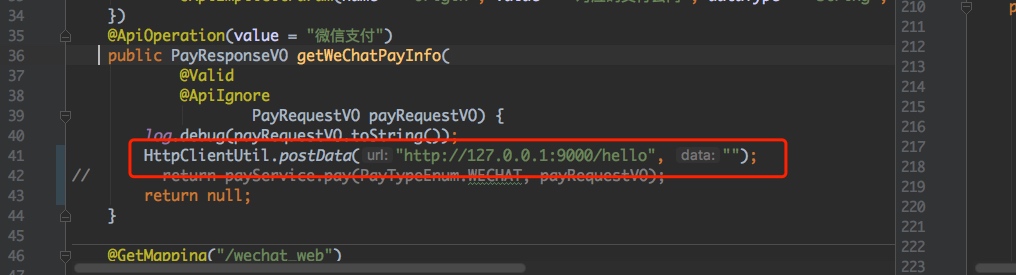 34 })
35 @ApiOperation(value = "微信支付")
36 public PayResponseVO getWeChatPayInfo(
37 @Valid
38 @ApiIgnore
39 PayRequestVO payRequestVO) {
40 log.debug(payRequestVO.toString());
41 HttpClientUtil.postData( url: "http://127.0.0.1:9000/hello", data: "");
42 // return payService.pay(PayTypeEnum.WECHAT, payRequestVO);
43 return null;
44 }
45
46 @GetMapping("/wechat_web")
47
210
211
212
213
214
215
216
217
218
219
220
221
222
223